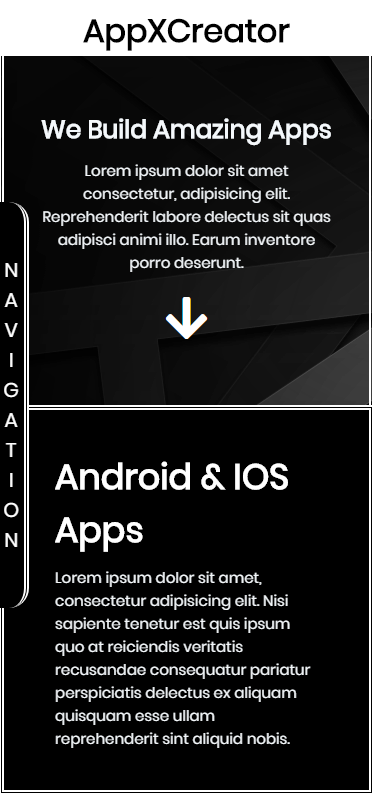 AppXCreator
We Build Amazing Apps
Lorem ipsum dolor sit amet
consectetur, adipisicing elit.
Reprehenderit labore delectus sit quas
adipisci animi illo. Earum inventore
porro deserunt.
NAVIGATION
Android & IOS
Apps
Lorem ipsum dolor sit amet,
consectetur adipisicing elit. Nisi
sapiente tenetur est quis ipsum
quo at reiciendis veritatis
recusandae consequatur pariatur
perspiciatis delectus ex aliquam
quisquam esse ullam
reprehenderit sint aliquid nobis.